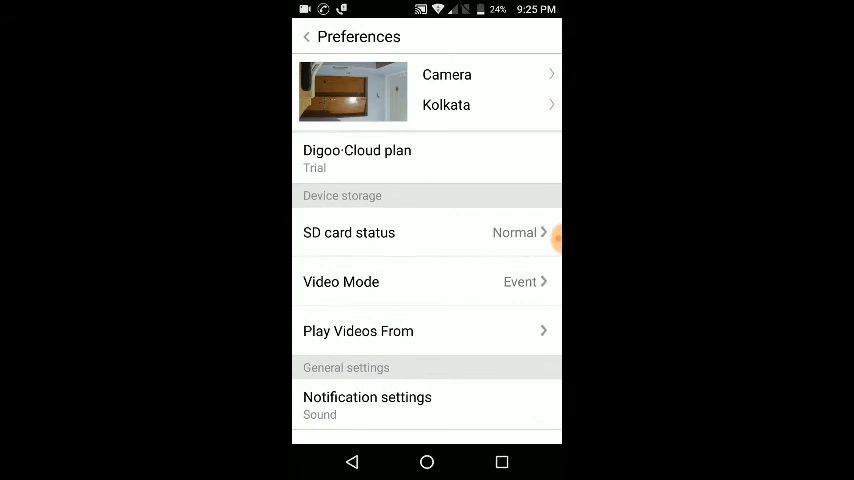 24% 9:25 PM
Preferences
Camera
Kolkata
Digoo·Cloud plan
Trial
Device storage
SD card status Normal
Video Mode Event
Play Videos From
General settings
Notification settings
Sound